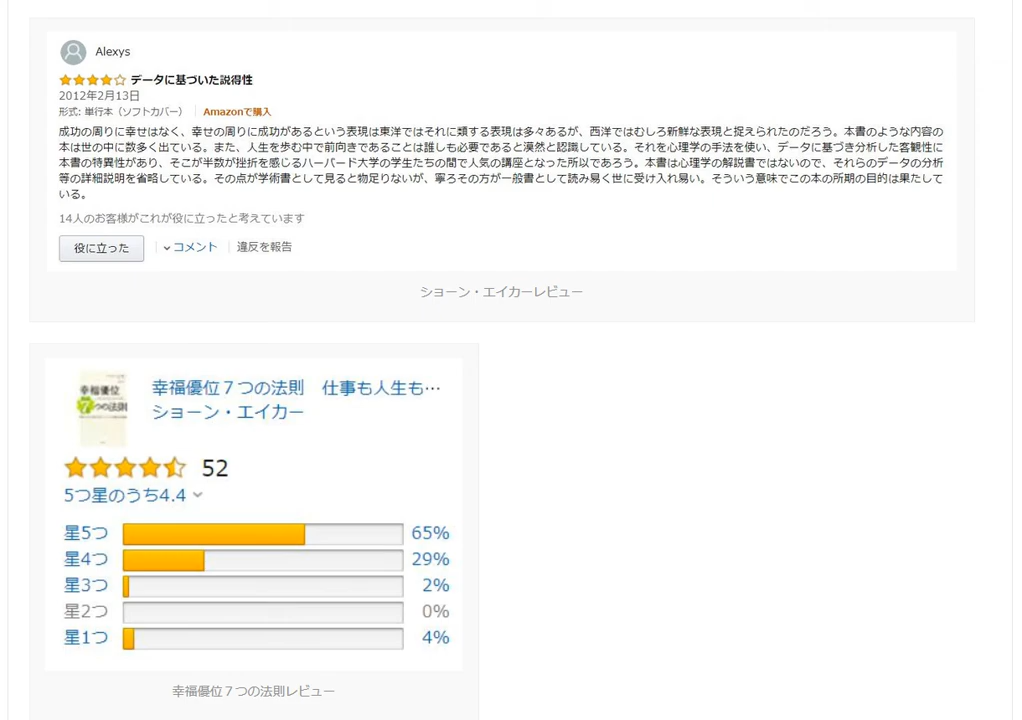 Alexys
データに基づいた説得性
2012年2月13日
形式: 単行本（ソフトカバー） Amazonで購入
成功の周りに幸せはなく、幸せの周りに成功があるという表現は東洋ではそれに類する表現は多々あるが、西洋ではむしろ新鮮な表現と捉えられたのだろう。本書のような内容の
本は世の中に数多く出ている。また、人生を歩む中で前向きであることは誰しも必要であると漠然と認識している。それを心理学の手法を使い、データに基づき分析した客観性に
本書の特異性があり、そこが半数が挫折を感じるハーバード大学の学生たちの間で人気の講座となった所以であろう。本書は心理学の解説書ではないので、それらのデータの分析
等の詳細説明を省略している。その点が学術書として見ると物足りないが、寧ろその方が一般書として読み易く世に受け入れ易い。そういう意味でこの本の所期の目的は果たして
いる。
14人のお客様がこれが役に立ったと考えています
役に立った コメント 違反を報告
ショーン・エイカーレビュー
幸福優位
7つの法則
幸福優位７つの法則　仕事も人生も…
ショーン・エイカー
52
5つ星のうち4.4
星5つ 65%
星4つ 29%
星3つ 2%
星2つ 0%
星1つ 4%
幸福優位７つの法則レビュー